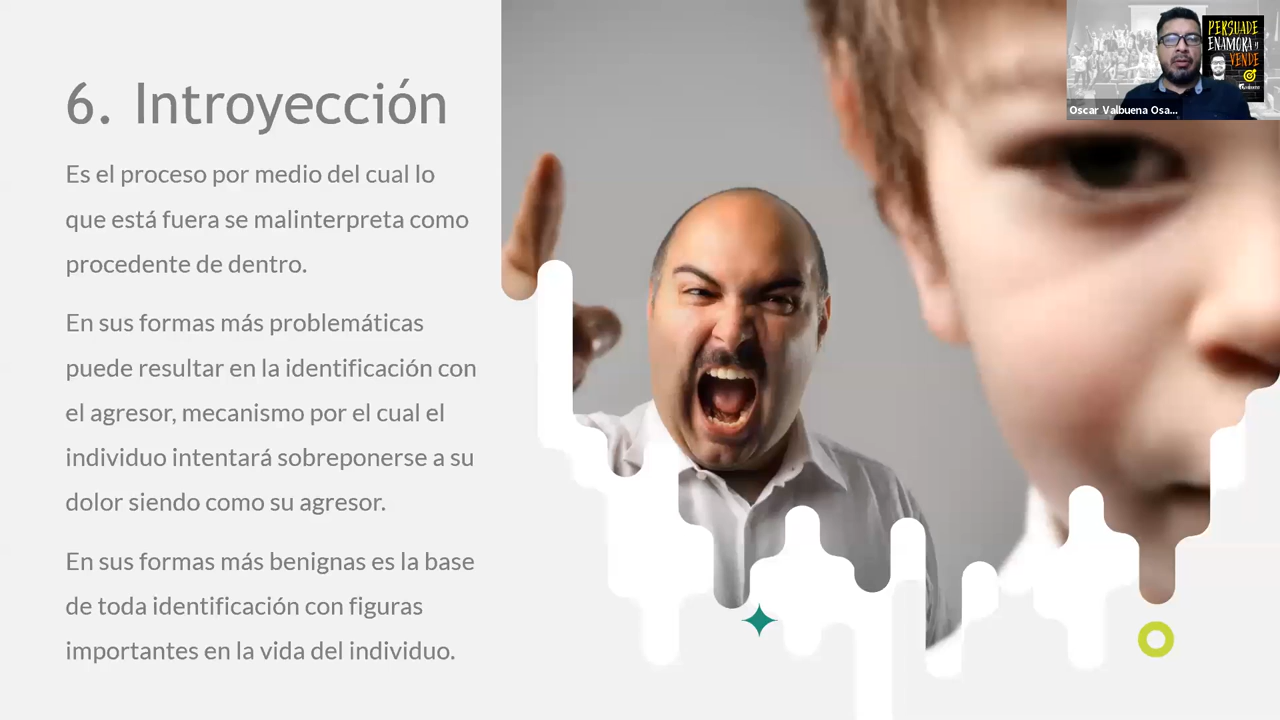 6. Introyección
Es el proceso por medio del cual lo
que está fuera se malinterpreta como
procedente de dentro.
En sus formas más problemáticas
puede resultar en la identificación con
el agresor, mecanismo por el cual el
individuo intentará sobreponerse a su
dolor siendo como su agresor.
En sus formas más benignas es la base
de toda identificación con figuras
importantes en la vida del individuo.
PERSUADE
ENAMORA Y
VENDE
Oscar Valbuena Osa...